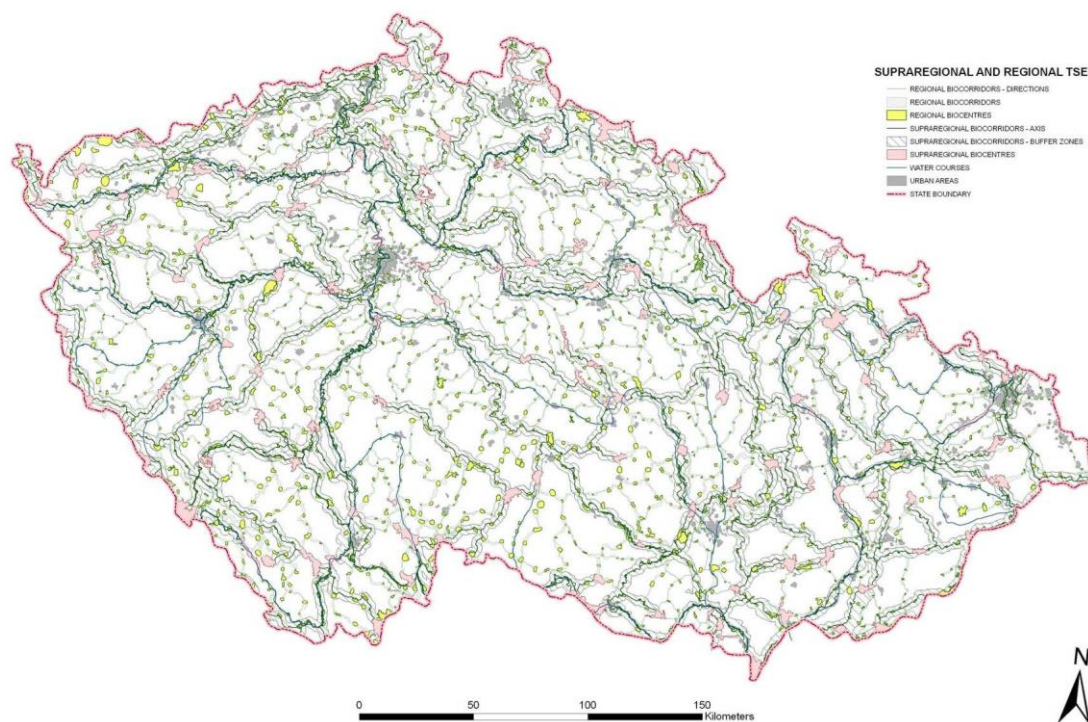 SUPRAREGIONAL AND REGIONAL TSE
REGIONAL BIOCORRIDORS - DIRECTIONS
REGIONAL BIOCORRIDORS
REGIONAL BIOCENTRES
SUPRAREGIONAL BIOCORRIDORS - AXIS
SUPRAREGIONAL BIOCORRIDORS - BUFFER ZONES
SUPRAREGIONAL BIOCENTRES
WATER COURSES
URBAN AREAS
STATE BOUNDARY
N
0 50 100 150
Kilometers